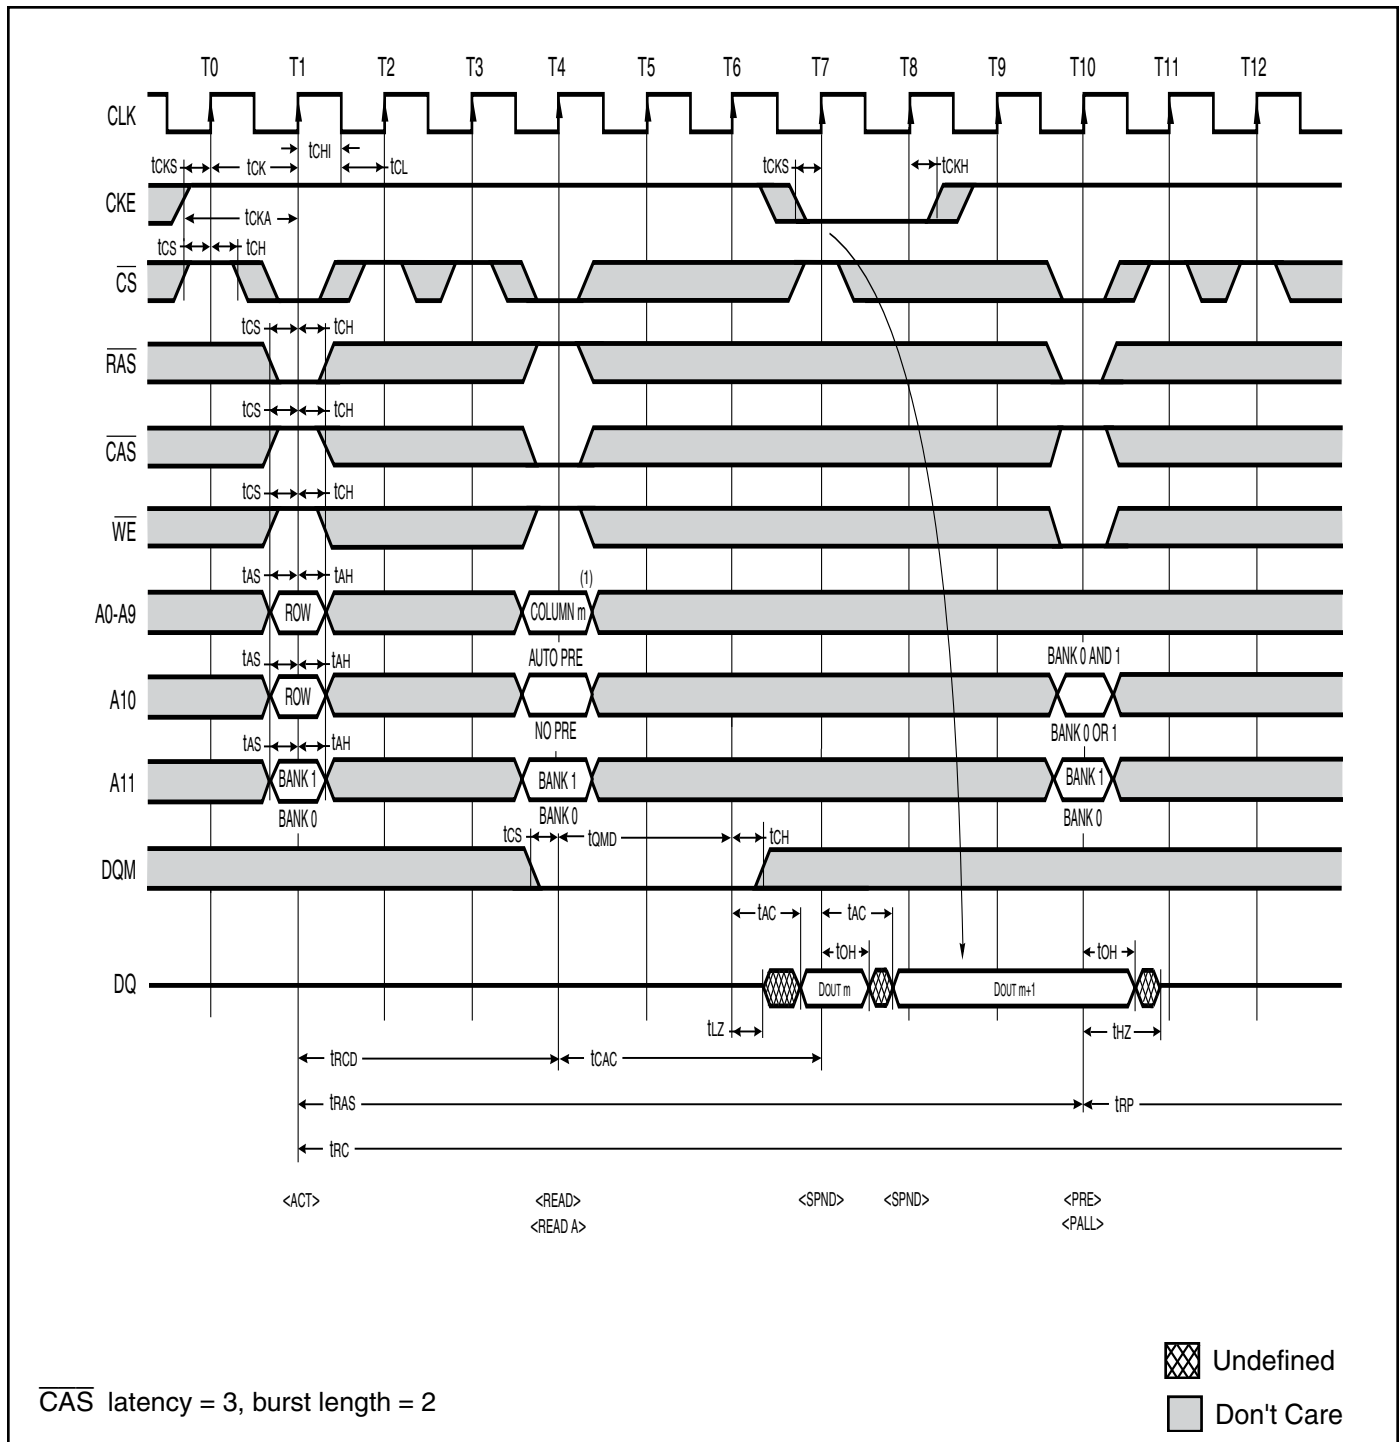 T0 T1 T2 T3 T4 T5 T6 T7 T8 T9 T10 T11 T12
CLK
tCHI
tCKS tCK tCL tCKS tCKH
CKE
tCKA
tCS tCH
CS
tCS tCH
RAS
tCS tCH
CAS
tCS tCH
WE
tAS tAH (1)
A0-A9 ROW COLUMN m
AUTO PRE BANK 0 AND 1
tAS tAH
A10 ROW
NO PRE BANK 0 OR 1
tAS tAH
A11 BANK 1 BANK 1 BANK 1
BANK 0 BANK 0 BANK 0
tCS tQMD tCH
DQM
tAC tAC
tOH tOH
DQ DOUT m DOUT m+1
tLZ tHZ
tRCD tCAC
tRAS tRP
tRC
<ACT> <READ> <SPND> <SPND> <PRE>
<READ A> <PALL>
Undefined
CAS latency = 3, burst length = 2
Don't Care